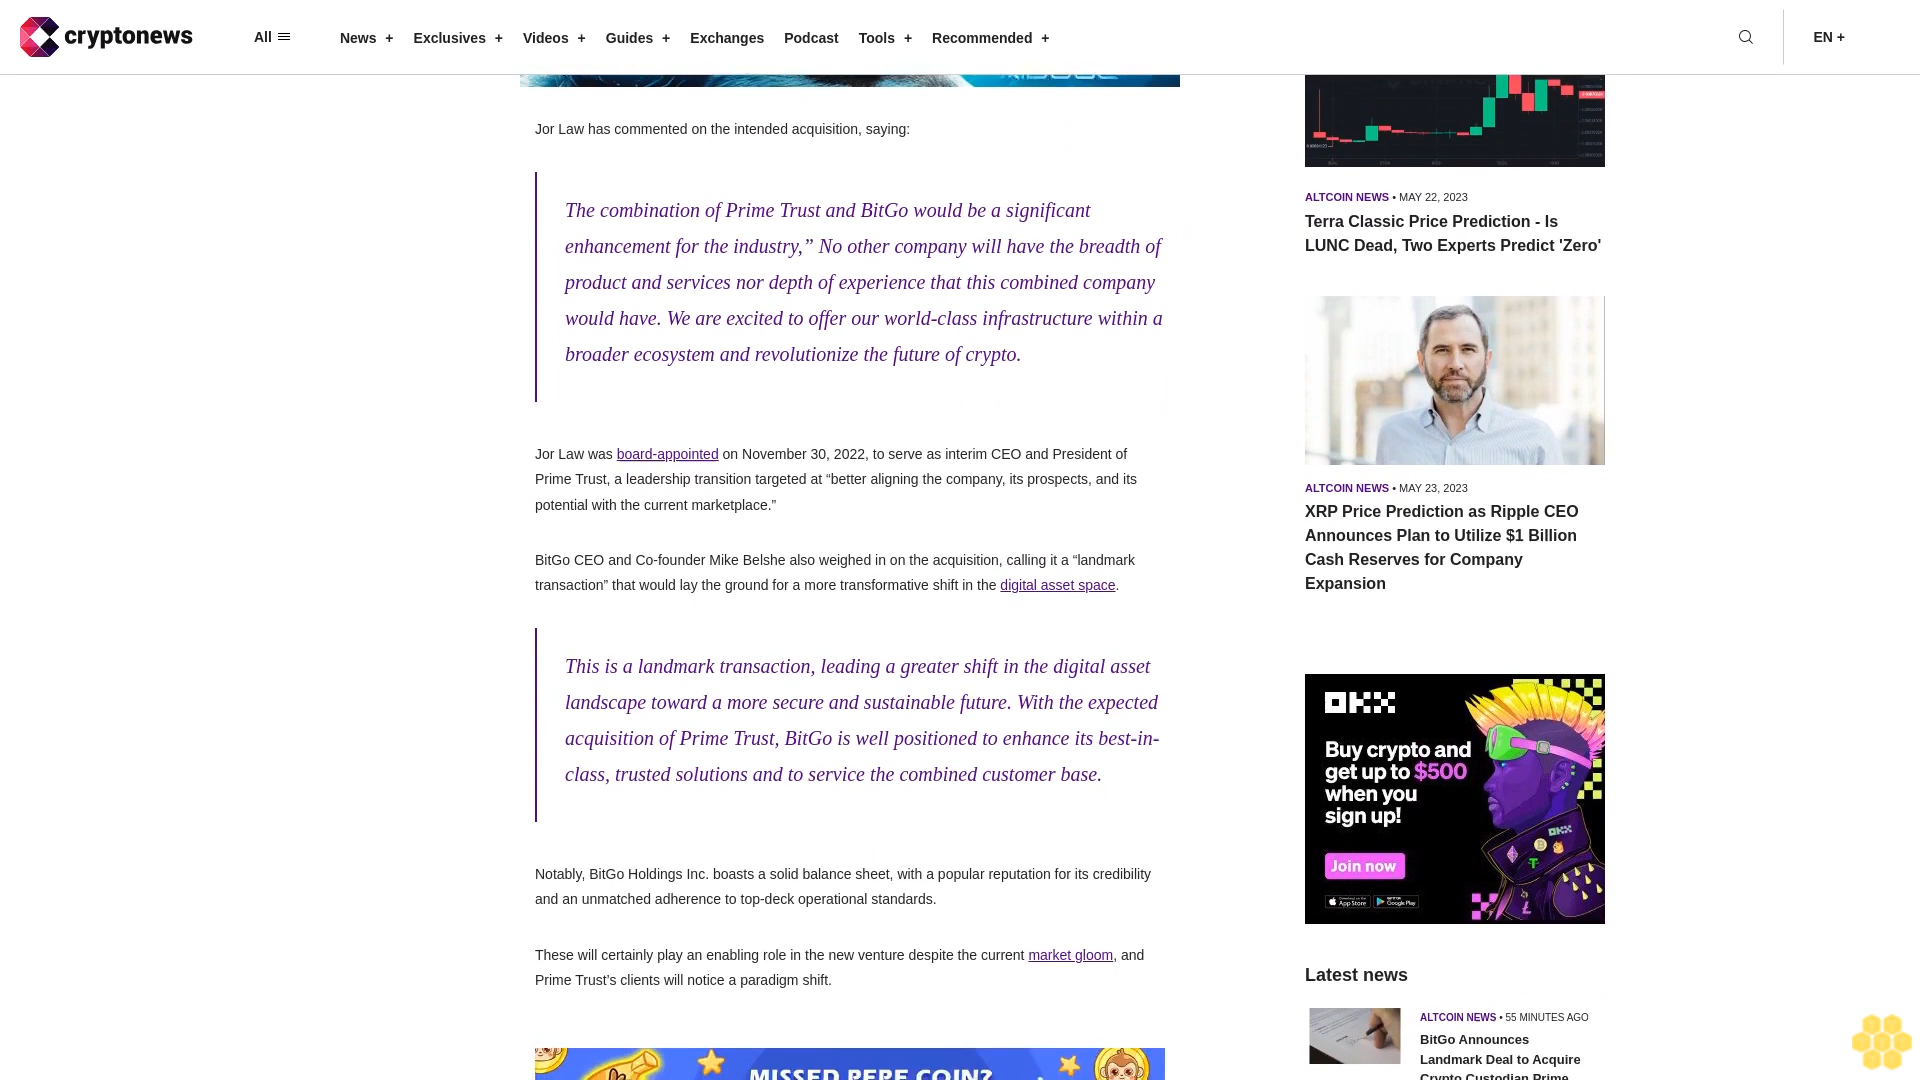 cryptonews
All
News +
Exclusives +
Videos +
Guides +
Exchanges
Podcast
Tools +
Recommended +
EN +
Jor Law has commented on the intended acquisition, saying:
The combination of Prime Trust and BitGo would be a significant
enhancement for the industry,” No other company will have the breadth of
product and services nor depth of experience that this combined company
would have. We are excited to offer our world-class infrastructure within a
broader ecosystem and revolutionize the future of crypto.
Jor Law was board-appointed on November 30, 2022, to serve as interim CEO and President of
Prime Trust, a leadership transition targeted at “better aligning the company, its prospects, and its
potential with the current marketplace.”
BitGo CEO and Co-founder Mike Belshe also weighed in on the acquisition, calling it a “landmark
transaction” that would lay the ground for a more transformative shift in the digital asset space.
This is a landmark transaction, leading a greater shift in the digital asset
landscape toward a more secure and sustainable future. With the expected
acquisition of Prime Trust, BitGo is well positioned to enhance its best-in-
class, trusted solutions and to service the combined customer base.
Notably, BitGo Holdings Inc. boasts a solid balance sheet, with a popular reputation for its credibility
and an unmatched adherence to top-deck operational standards.
These will certainly play an enabling role in the new venture despite the current market gloom, and
Prime Trust’s clients will notice a paradigm shift.
MISSED PEPE COIN?
ALTCOIN NEWS • MAY 22, 2023
Terra Classic Price Prediction - Is
LUNC Dead, Two Experts Predict 'Zero'
ALTCOIN NEWS • MAY 23, 2023
XRP Price Prediction as Ripple CEO
Announces Plan to Utilize $1 Billion
Cash Reserves for Company
Expansion
OKX
Buy crypto and
get up to $500
when you
sign up!
Join now
App Store
Google Play
OKX
Latest news
ALTCOIN NEWS • 55 MINUTES AGO
BitGo Announces
Landmark Deal to Acquire
Crypto Custodian Prime